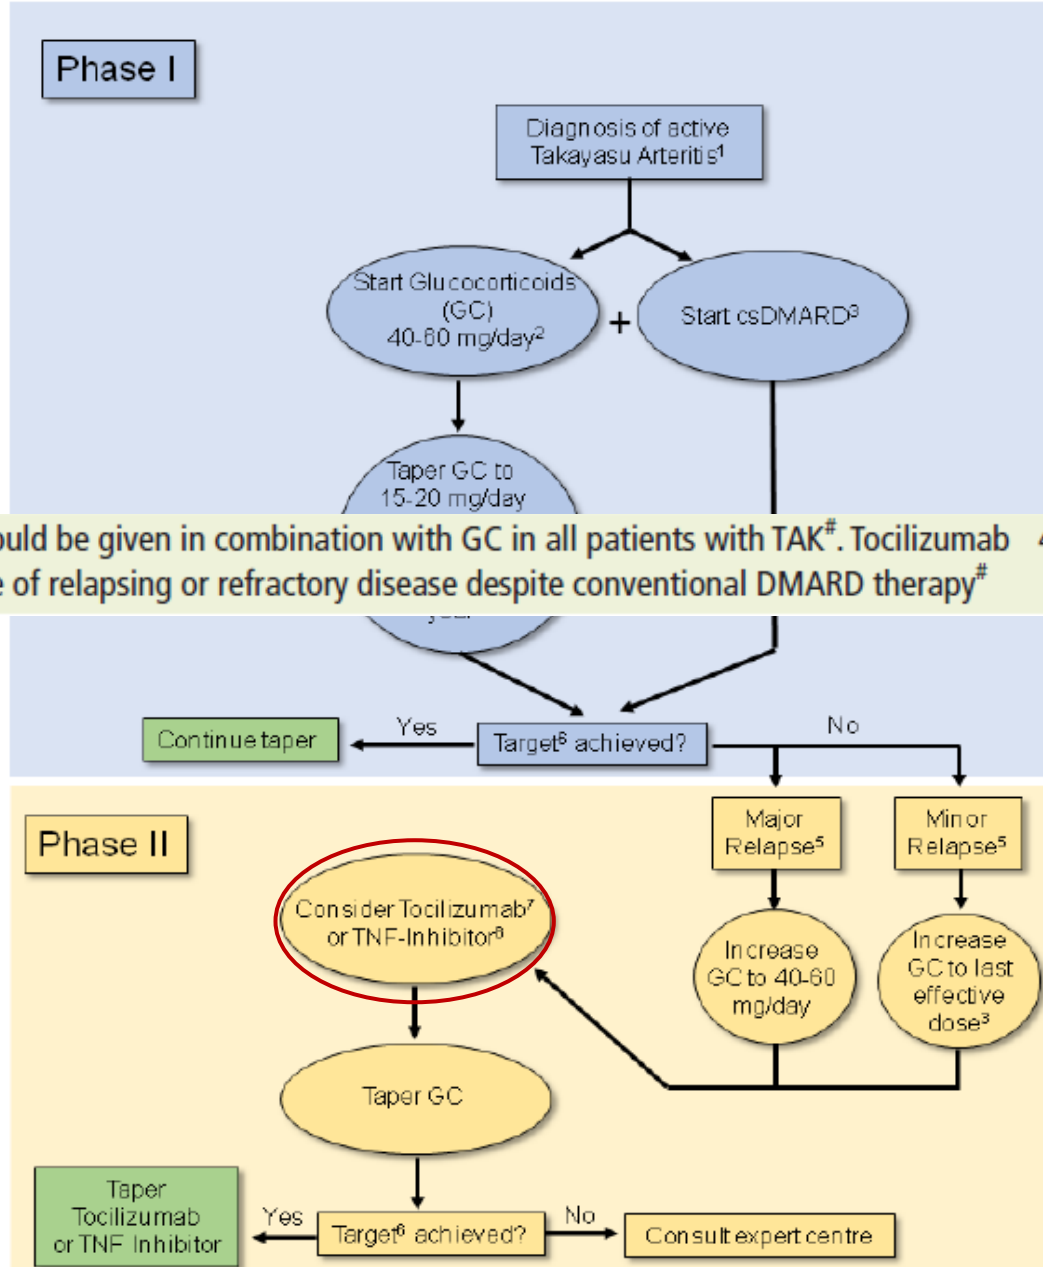 Phase I
Diagnosis of active
Takayasu Arteritis¹
Start Glucocorticoids
(GC)
40-60 mg/day²
+
Start csDMARD³
Taper GC to
15-20 mg/day
ould be given in combination with GC in all patients with TAK#. Tocilizumab 4
e of relapsing or refractory disease despite conventional DMARD therapy#
Continue taper
Yes
Target⁶ achieved?
No
Phase II
Major
Relapse⁵
Minor
Relapse⁵
Consider Tocilizumab⁷
or TNF-Inhibitor⁸
Increase
GC to 40-60
mg/day
Increase
GC to last
effective
dose³
Taper GC
Taper
Tocilizumab
or TNF Inhibitor
Yes
Target⁶ achieved?
No
Consult expert centre